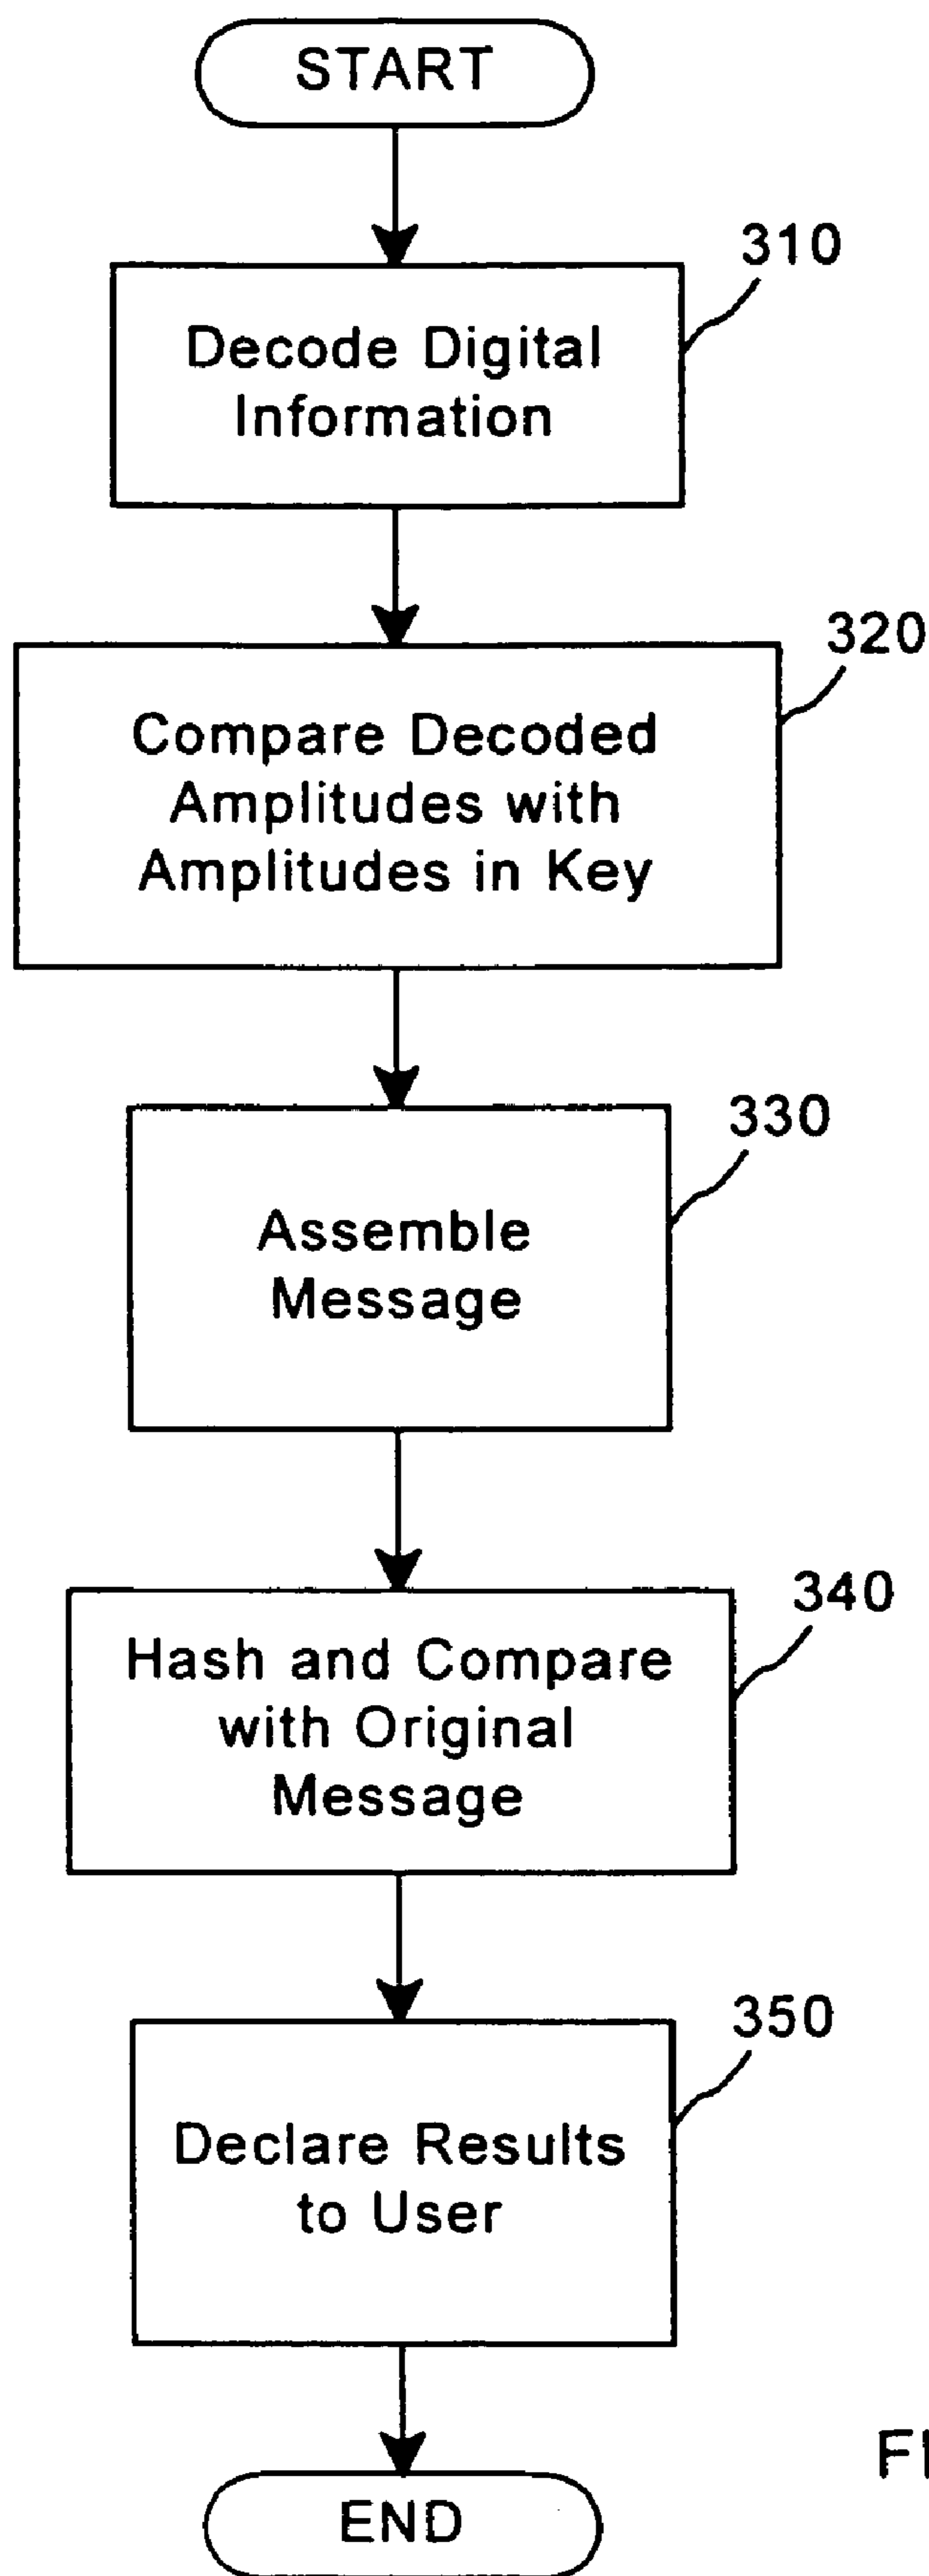 START
310
Decode Digital
Information
320
Compare Decoded
Amplitudes with
Amplitudes in Key
330
Assemble
Message
340
Hash and Compare
with Original
Message
350
Declare Results
to User
END